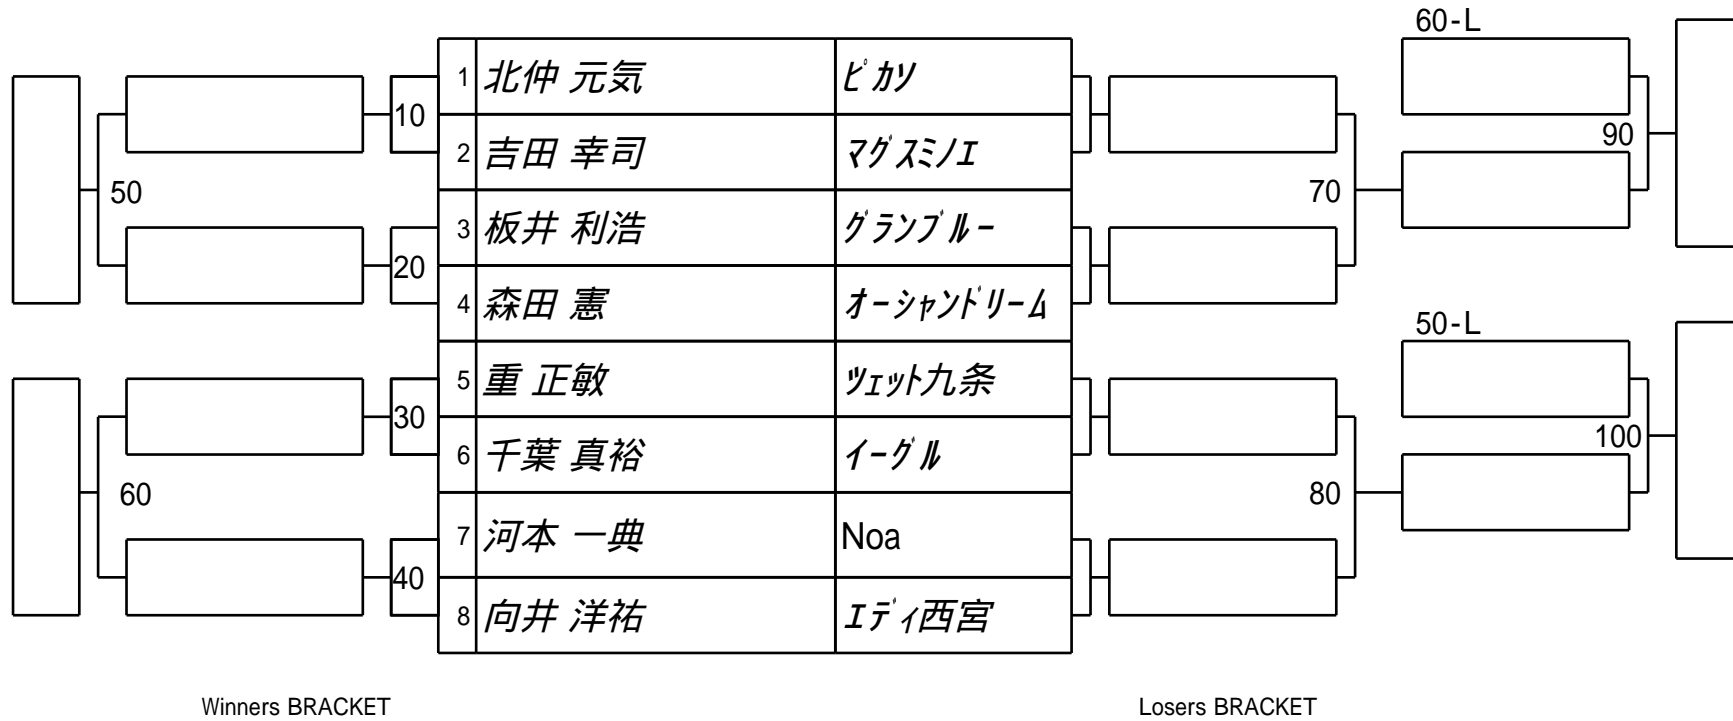 60-L
1 北仲 元気 ピカソ
10
2 吉田 幸司 マグスミノエ
90
50
70
3 板井 利浩 グランブルー
20
4 森田 憲 オーシャンドリーム
50-L
5 重 正敏 ツェット九条
30
100
6 千葉 真裕 イーグル
60
80
7 河本 一典 Noa
40
8 向井 洋祐 エディ西宮
Winners BRACKET
Losers BRACKET